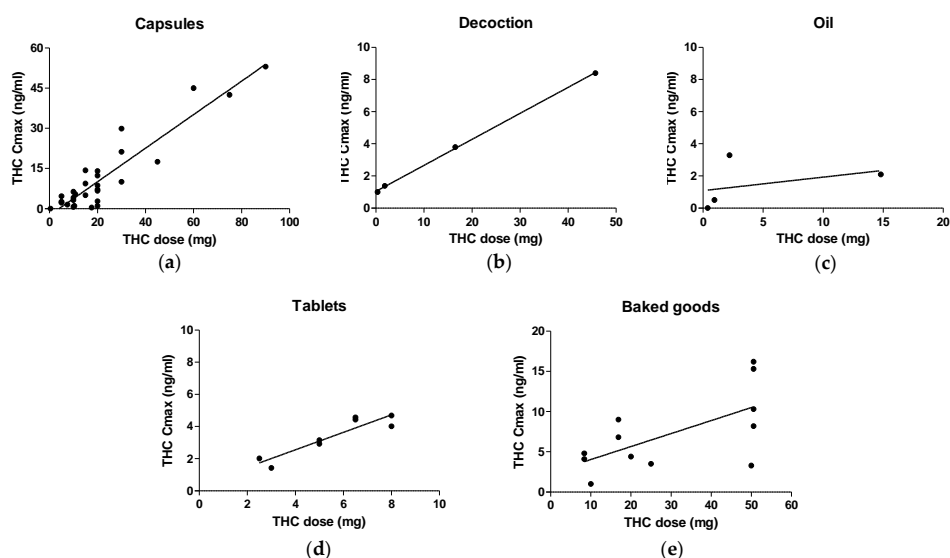 Capsules
THC Cmax (ng/ml)
60
45
30
15
0
0 20 40 60 80 100
THC dose (mg)
(a)
Decoction
THC Cmax (ng/ml)
10
8
6
4
2
0
0 10 20 30 40 50
THC dose (mg)
(b)
Oil
THC Cmax (ng/ml)
10
8
6
4
2
0
0 5 10 15 20
THC dose (mg)
(c)
Tablets
THC Cmax (ng/ml)
10
8
6
4
2
0
0 2 4 6 8 10
THC dose (mg)
(d)
Baked goods
THC Cmax (ng/ml)
20
15
10
5
0
0 10 20 30 40 50 60
THC dose (mg)
(e)